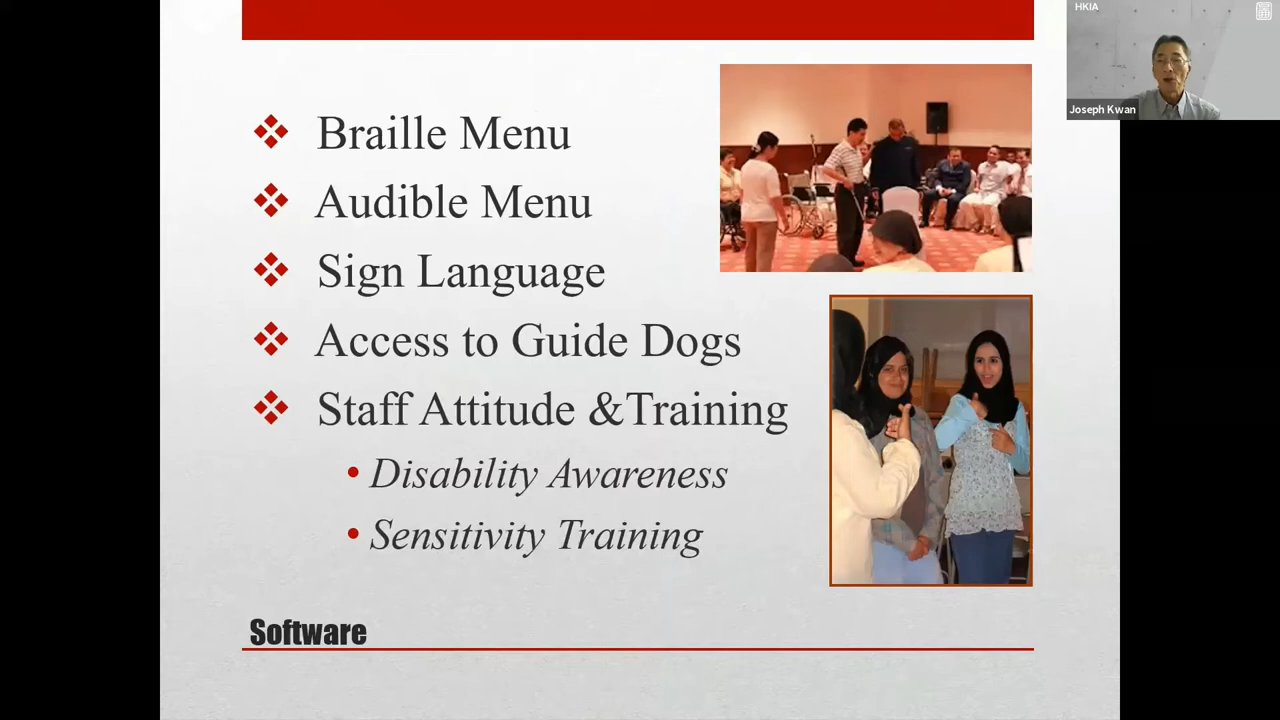 Braille Menu
Audible Menu
Sign Language
Access to Guide Dogs
Staff Attitude &Training
Disability Awareness
Sensitivity Training
Software
HKIA
Joseph Kwan